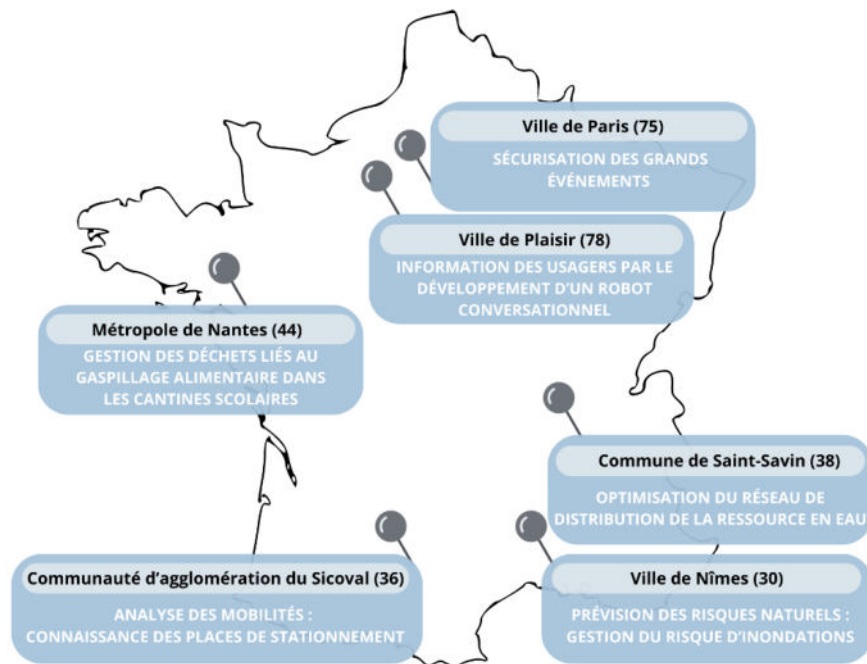 Ville de Paris (75)
SÉCURISATION DES GRANDS
ÉVÉNEMENTS
Ville de Plaisir (78)
INFORMATION DES USAGERS PAR LE
DÉVELOPPEMENT D'UN ROBOT
CONVERSATIONNEL
Métropole de Nantes (44)
GESTION DES DÉCHETS LIÉS AU
GASPILLAGE ALIMENTAIRE DANS
LES CANTINES SCOLAIRES
Commune de Saint-Savin (38)
OPTIMISATION DU RÉSEAU DE
DISTRIBUTION DE LA RESSOURCE EN EAU
Communauté d'agglomération du Sicoval (36)
ANALYSE DES MOBILITÉS :
CONNAISSANCE DES PLACES DE STATIONNEMENT
Ville de Nîmes (30)
PRÉVISION DES RISQUES NATURELS :
GESTION DU RISQUE D'INONDATIONS